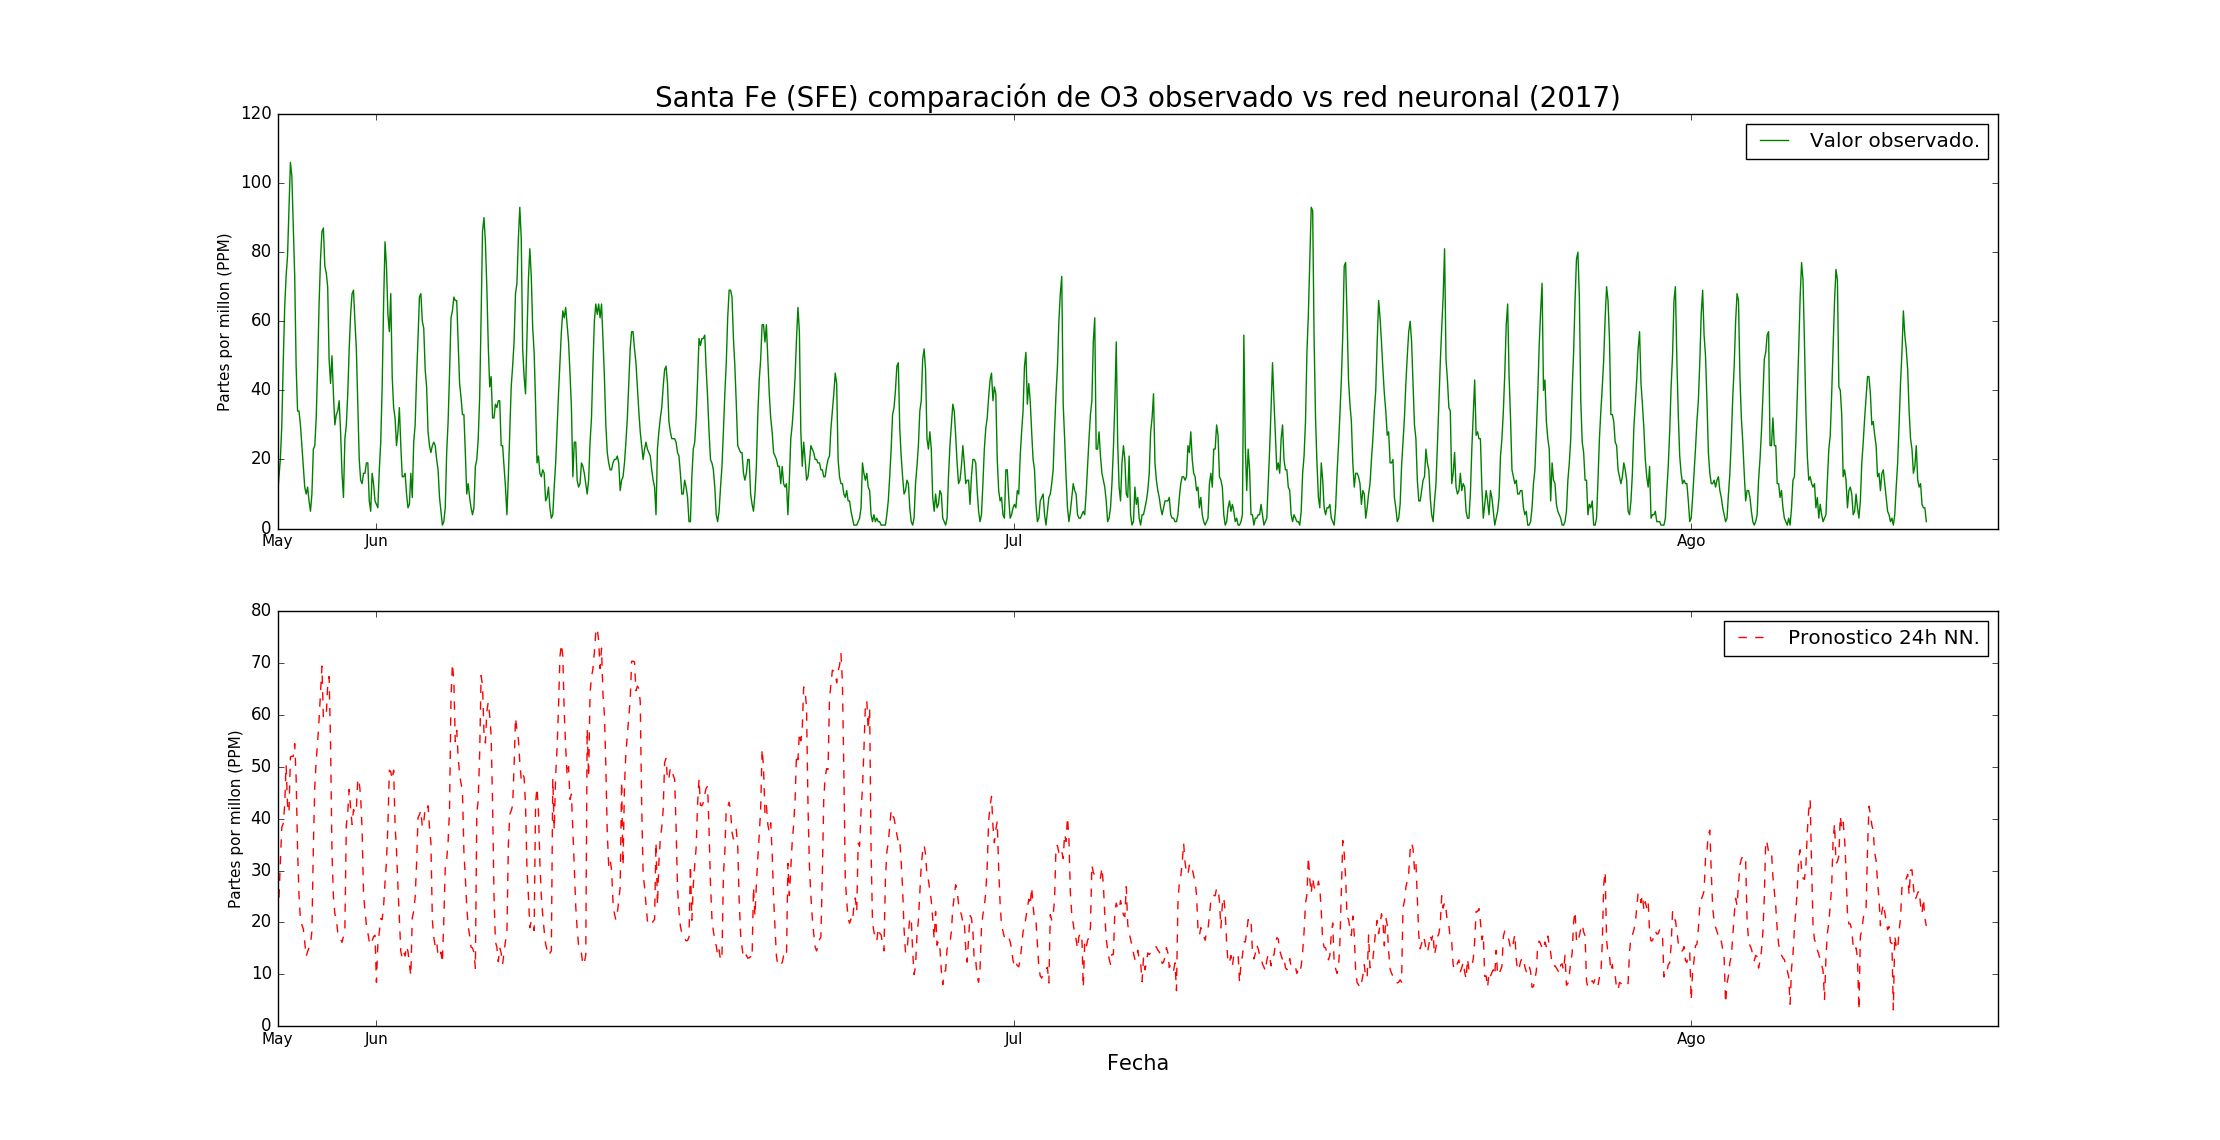 Santa Fe (SFE) comparación de O3 observado vs red neuronal (2017)
120
100
80
60
40
20
0
Partes por millon (PPM)
Valor observado.
May
Jun
Jul
Ago
80
70
60
50
40
30
20
10
0
Partes por millon (PPM)
Pronostico 24h NN.
May
Jun
Jul
Ago
Fecha